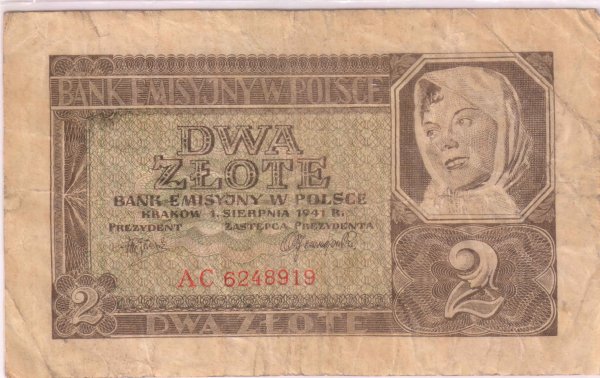 BANK EMISYJNY W POLSCE
DWA
ZŁOTE
BANK EMISYJNY W POLSCE
KRAKÓW 1. SIERPNIA 1941 R.
PREZYDENT ZASTĘPCA PREZYDENTA
AC 6248919
2 2
DWA ZŁOTE